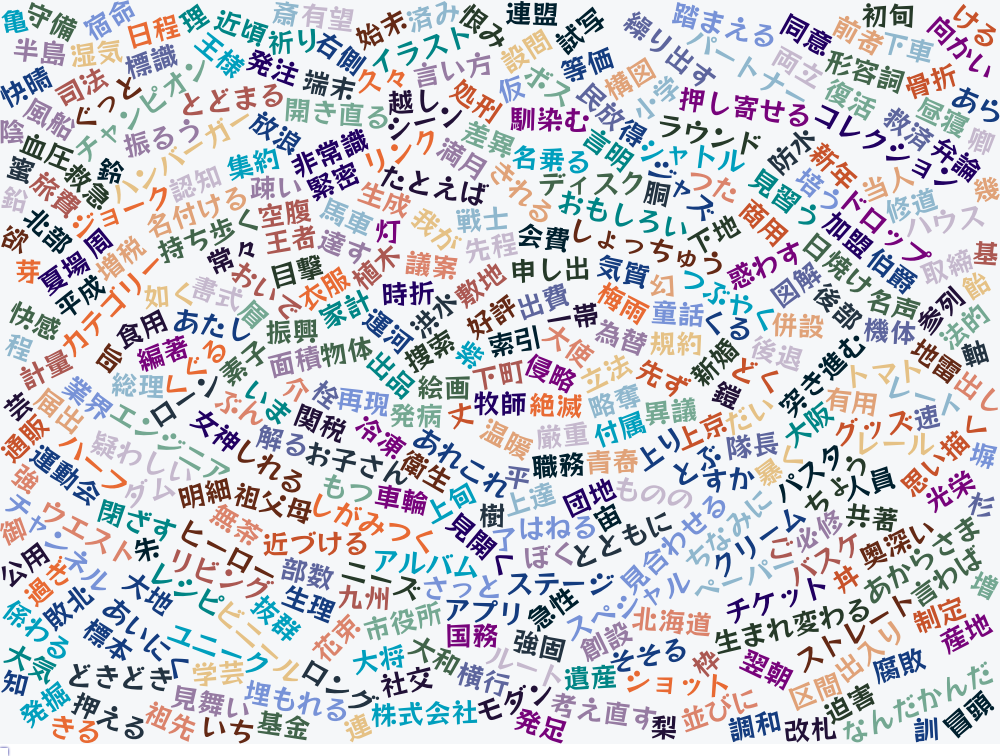 亀
守備
宿命
日程
理
近頃
斎
有望
祈り
右側
始末
済み
恨み
連盟
試写
繰り出す
踏まえる
パートナー
同意
前者
初旬
下車
向かい
ける
半島
湿気
標識
王様
発注
端末
久々
イラスト
言い方
設問
仮
ボス
等価
構図
小学
両立
形容詞
骨折
快晴
司法
ぐっと
ピオン
チャン
とどまる
開き直る
越し
シーン
処刑
差異
馴染む
民放
得
押し寄せる
復活
コレクション
救済
昼寝
あら
卿
陰
風船
血圧
救急
鈴
振るう
ハンバーガー
放浪
集約
非常識
緊密
リンク
満月
名乗る
言明
シャトル
ラウンド
防水
新年
弁論
蜜
旅費
ジョーク
認知
疎い
生成
たとえば
される
ディスク
胴
ジャズ
つた
見習う
培う
当人
修道
幾
鉛
北部
欲
名付ける
空腹
王者
馬車
灯
我が
戦士
先程
おもしろい
会費
しょっちゅう
下地
商用
ドロップ
加盟
ハウス
基
芽
夏場
周
増税
持ち歩く
常々
目撃
達す
植木
議案
敷地
申し出
気質
幻
惑わす
日焼け
伯爵
取締
飴
平成
カテゴリー
如く
書式
おいで
衣服
家計
時折
洪水
好評
出費
一帯
梅雨
童話
つぶやく
図解
後部
名声
参列
法的
快感
程
食用
あたし
眉
振興
運河
捜索
索引
大使
為替
規約
くる
併設
機体
地雷
軸
計量
旨
編著
くぐる
素子
面積
物体
出品
紫
下町
侵略
立法
先ず
新婚
後退
どく
突き進む
トマト
出し
芸
届出
業界
総理
ローン
ぶん
いま
介
栓
再現
発病
絵画
丈
牧師
絶滅
略奪
異議
鎧
だい
大阪
有用
レート
通販
ハーフ
エンジニア
女神
解る
関税
冷凍
あれこれ
温暖
厳重
付属
上り
上京
隊長
グッズ
速
描く
強
運動会
疑わしい
ダム
しれる
お子さん
衛生
平
職務
青春
とぶ
すか
暴く
パスタ
レール
思い
塀
チャンネル
ウエスト
閉ざす
明細
祖父母
もつ
車輪
上旬
上達
団地
ものの
ちょう
人員
光栄
杉
御
公用
朱
無茶
ヒーロー
しがみつく
近づける
見開く
樹
了
はねる
宙
とともに
見合わせる
ちなみに
クリーム
ご
必修
共著
過ぎ
大地
リビング
部数
アルバム
ぼく
ステージ
スペシャル
ペーパー
バスケ
奥深い
あからさま
係わる
敗北
標本
あいにく
レシピ
ビニール
抜群
生理
ニーズ
九州
さっと
アプリ
急性
北海道
チケット
丼
言わば
増
大気
知
どきどき
ユニーク
学芸
花束
市役所
大将
大和
国務
強固
創設
そそる
枠
生まれ変わる
ストレート
制定
産地
発掘
押える
見舞い
埋もれる
ロング
社交
横行
ルート
遺産
ショット
翌朝
区間
出入り
腐敗
きる
祖先
いち
基金
連
株式会社
モダン
発足
考え直す
梨
並びに
調和
改札
迫害
なんだかんだ
訓
冒頭